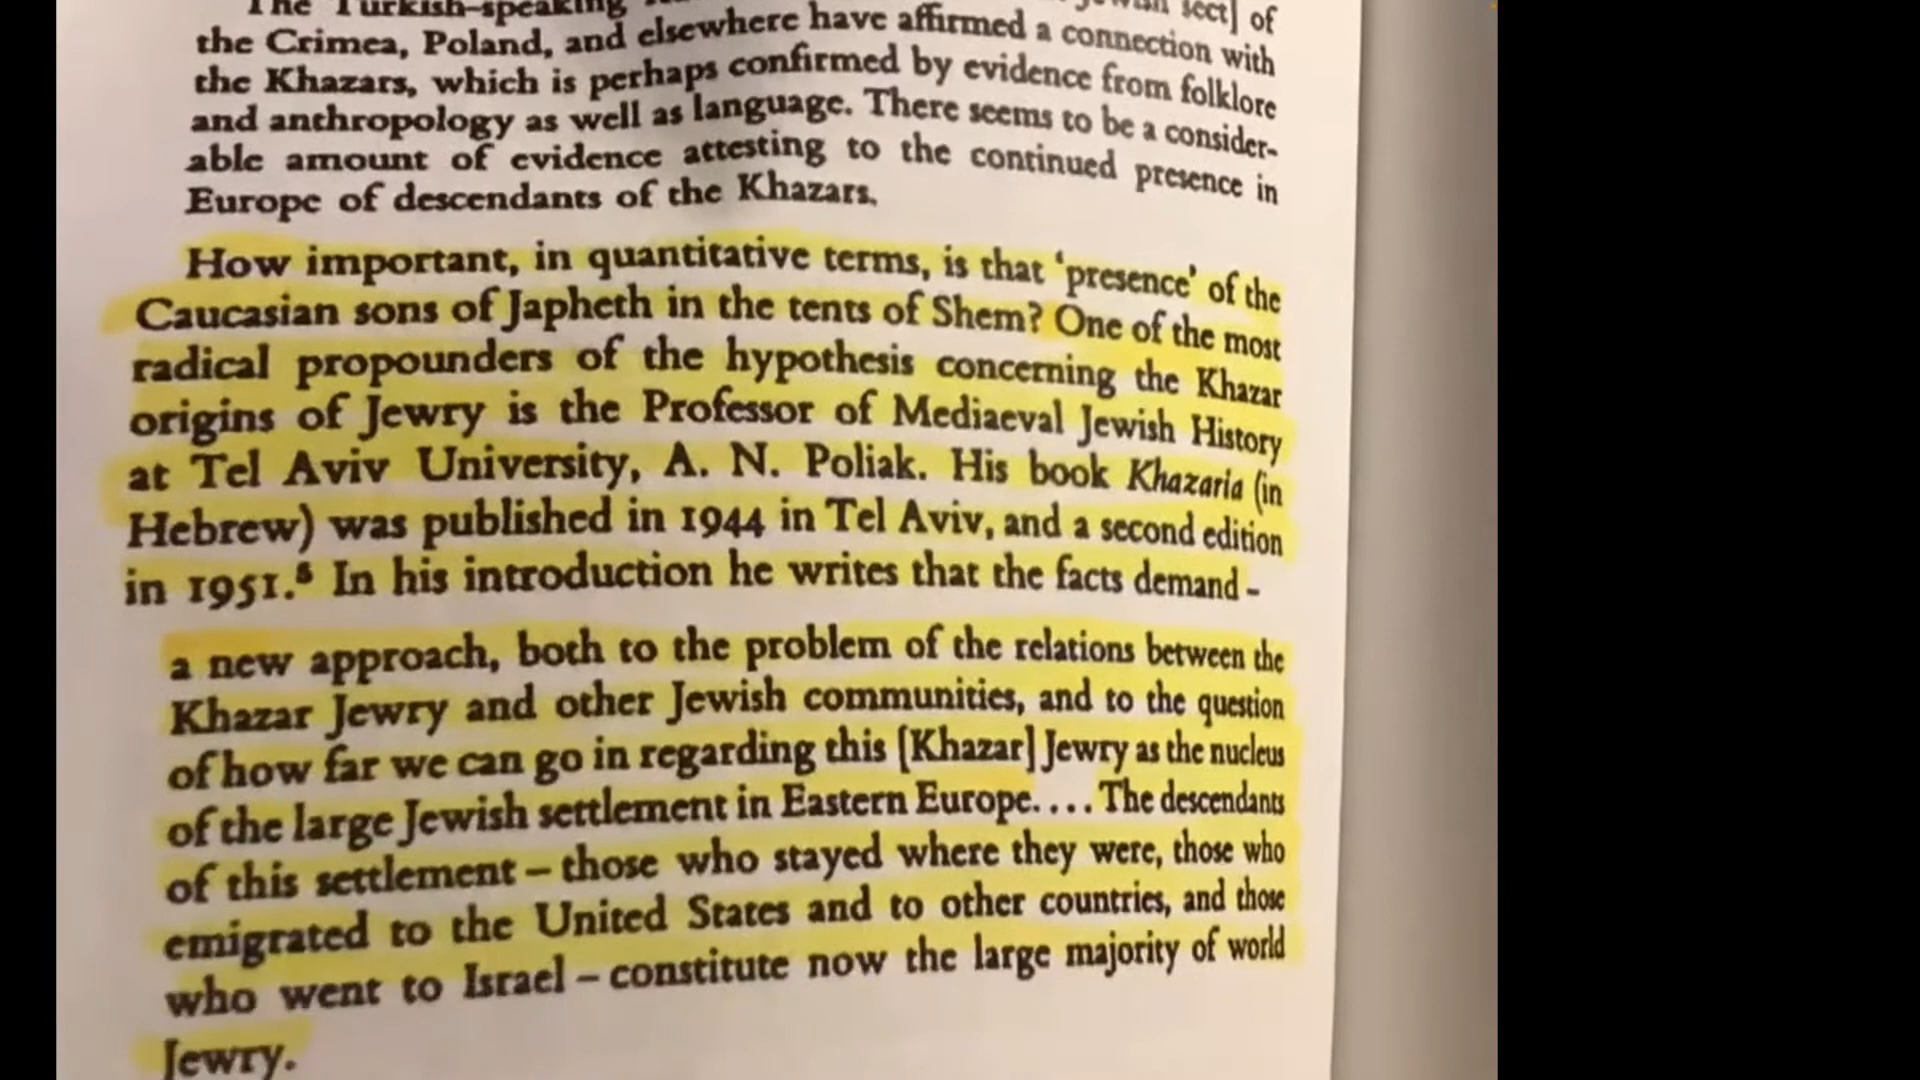 The Turkish-speaking sect] of
the Crimea, Poland, and elsewhere have affirmed a connection with
the Khazars, which is perhaps confirmed by evidence from folklore
and anthropology as well as language. There seems to be a consider-
able amount of evidence attesting to the continued presence in
Europe of descendants of the Khazars.
How important, in quantitative terms, is that ‘presence’ of the
Caucasian sons of Japheth in the tents of Shem? One of the most
radical propounders of the hypothesis concerning the Khazar
origins of Jewry is the Professor of Mediaeval Jewish History
at Tel Aviv University, A. N. Poliak. His book Khazaria (in
Hebrew) was published in 1944 in Tel Aviv, and a second edition
in 1951.⁸ In his introduction he writes that the facts demand –
a new approach, both to the problem of the relations between the
Khazar Jewry and other Jewish communities, and to the question
of how far we can go in regarding this [Khazar] Jewry as the nucleus
of the large Jewish settlement in Eastern Europe. . . . The descendants
of this settlement – those who stayed where they were, those who
emigrated to the United States and to other countries, and those
who went to Israel – constitute now the large majority of world
Jewry.